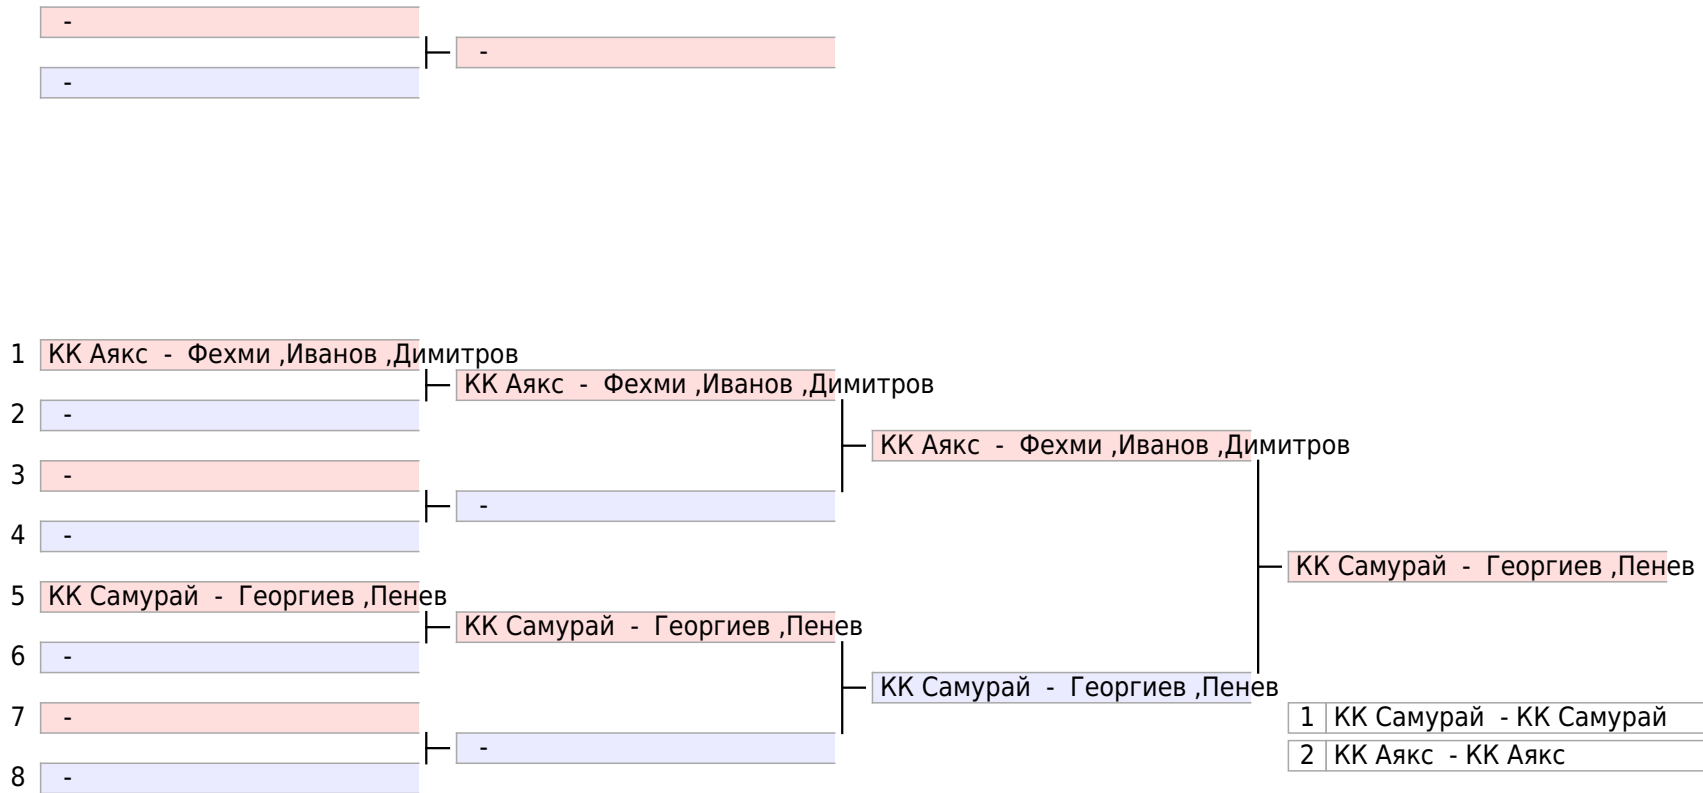 -
-
-
1 КК Аякс - Фехми ,Иванов ,Димитров
КК Аякс - Фехми ,Иванов ,Димитров
2 -
КК Аякс - Фехми ,Иванов ,Димитров
3 -
-
4 -
КК Самурай - Георгиев ,Пенев
5 КК Самурай - Георгиев ,Пенев
КК Самурай - Георгиев ,Пенев
6 -
КК Самурай - Георгиев ,Пенев
7 -
1 КК Самурай - КК Самурай
-
2 КК Аякс - КК Аякс
8 -